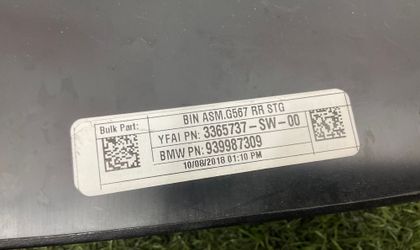 Bulk Part:
BIN ASM.G567 RR STG
YFAI PN: 3365737-SW-00
BMW PN: 939987309
10/08/2018 01:10 PM